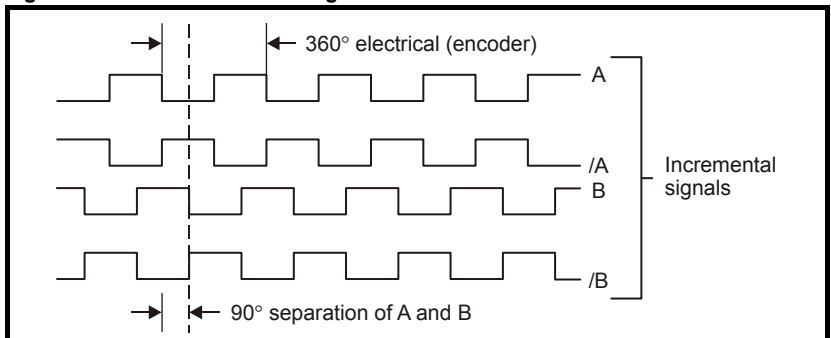 360° electrical (encoder)
A
/A
B
/B
Incremental
signals
90° separation of A and B